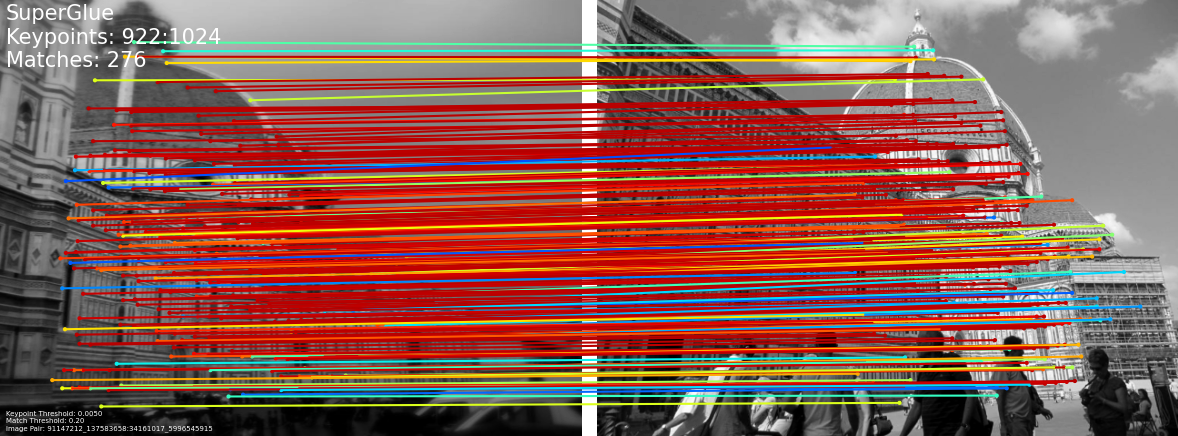 SuperGlue
Keypoints: 922:1024
Matches: 276
Keypoint Threshold: 0.0050
Match Threshold: 0.20
Image Pair: 91147212_137583658:34161017_5996545915